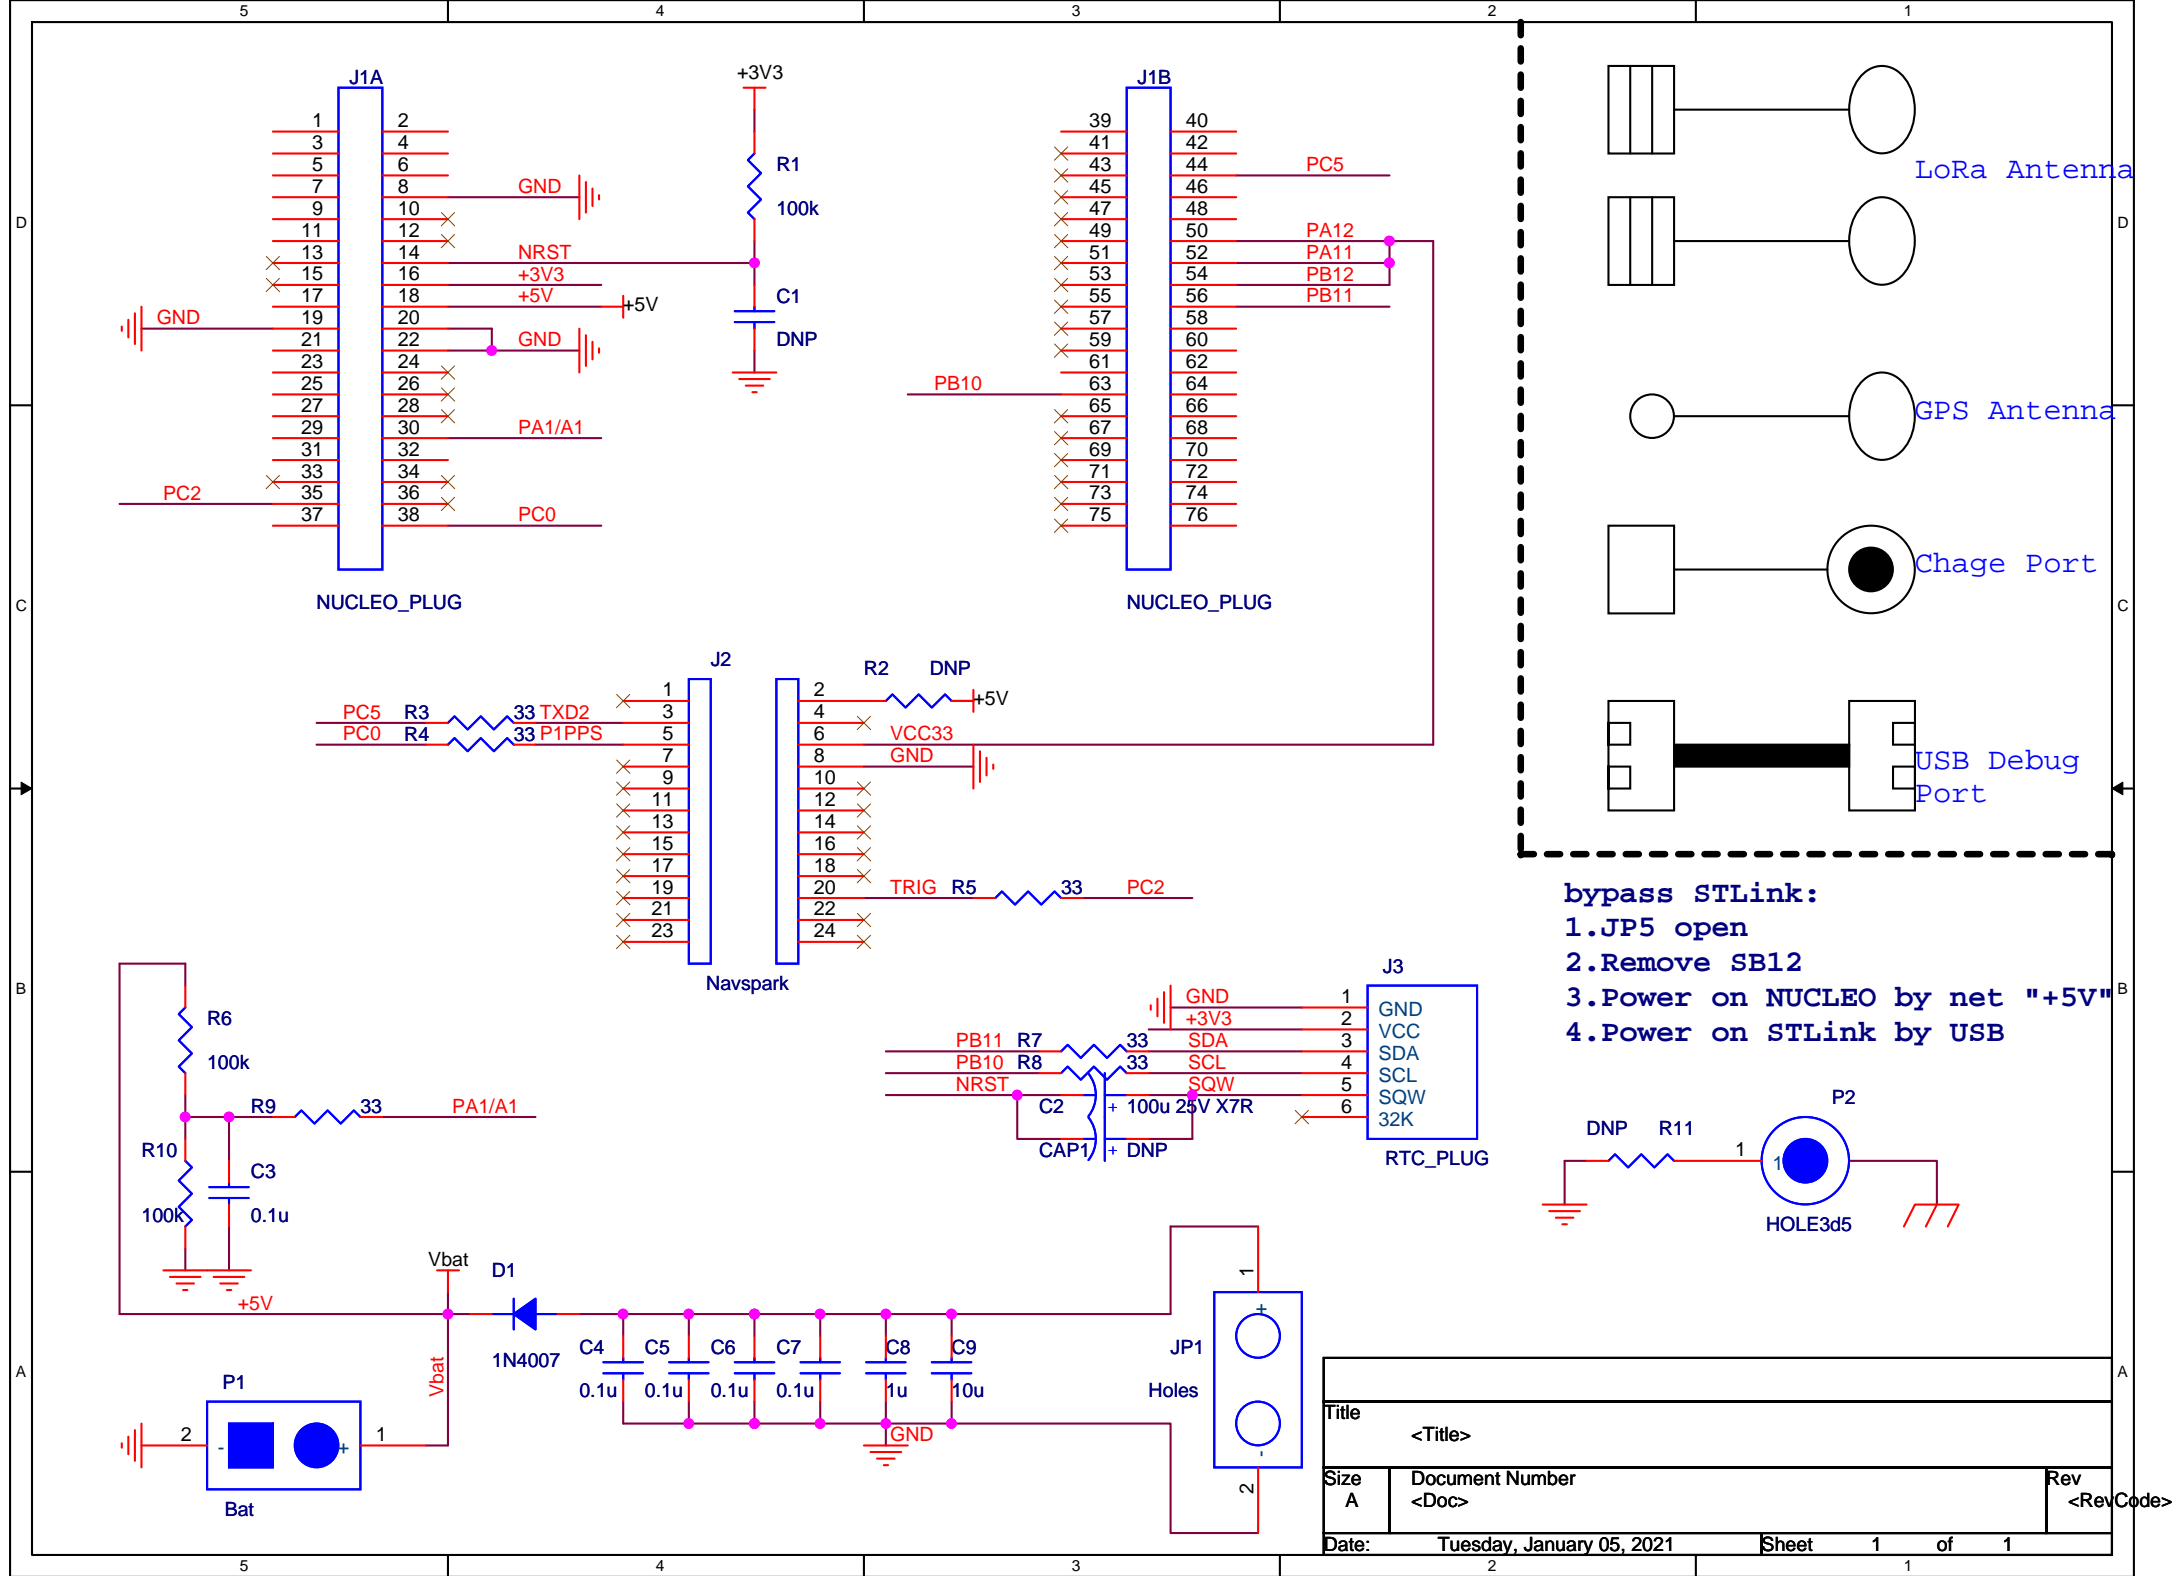 5 4 3 2 1
D
C
B
A
J1A
1 2
3 4
5 6
7 8 GND
9 10
11 12
13 14 NRST
15 16 +3V3
17 18 +5V +5V
GND 19 20
21 22 GND
23 24
25 26
27 28
29 30 PA1/A1
31 32
33 34
PC2 35 36
37 38 PC0
NUCLEO_PLUG
+3V3
R1
100k
C1
DNP
J1B
39 40
41 42
43 44 PC5
45 46
47 48
49 50 PA12
51 52 PA11
53 54 PB12
55 56 PB11
57 58
59 60
61 62
PB10 63 64
65 66
67 68
69 70
71 72
73 74
75 76
NUCLEO_PLUG
LoRa Antenna
GPS Antenna
Chage Port
USB Debug
Port
J2
R2 DNP
1 2 +5V
PC5 R3 33 TXD2 3 4
PC0 R4 33 P1PPS 5 6 VCC33
7 8 GND
9 10
11 12
13 14
15 16
17 18
19 20 TRIG R5 33 PC2
21 22
23 24
Navspark
bypass STLink:
1.JP5 open
2.Remove SB12
3.Power on NUCLEO by net "+5V"
4.Power on STLink by USB
R6
100k
R9 33 PA1/A1
R10
100k
C3
0.1u
+5V
J3
GND 1 GND
+3V3 2 VCC
PB11 R7 33 SDA 3 SDA
PB10 R8 33 SCL 4 SCL
NRST SQW 5 SQW
C2 + 100u 25V X7R 6 32K
CAP1 + DNP
RTC_PLUG
P2
DNP R11 1 1
HOLE3d5
Vbat
D1
1N4007
Vbat
P1
2 - + 1
Bat
C4 C5 C6 C7 C8 C9
0.1u 0.1u 0.1u 0.1u 1u 10u
GND
1
+
JP1
Holes
-
2
Title
<Title>
Size Document Number Rev
A <Doc> <RevCode>
Date: Tuesday, January 05, 2021 Sheet 1 of 1
D
C
B
A
5 4 3 2 1